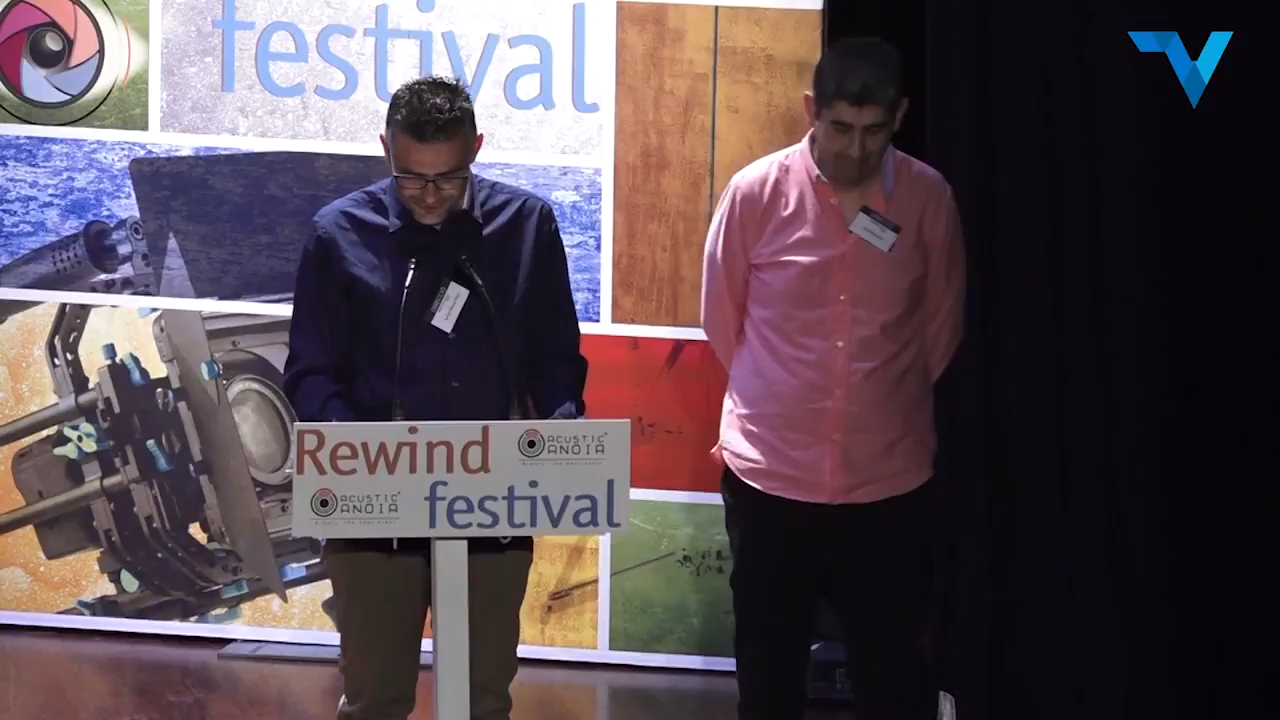 festival
Rewind
ACUSTIC
ANOIA
ACUSTIC
ANOIA
festival